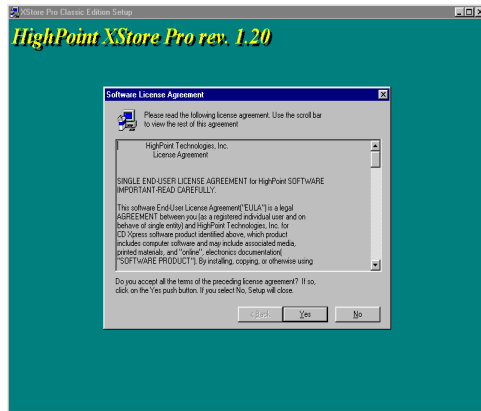 XStore Pro Classic Edition Setup
HighPoint XStore Pro rev. 1.20
Software License Agreement
Please read the following license agreement. Use the scroll bar
to view the rest of this agreement
HighPoint Technologies, Inc.
License Agreement
SINGLE END-USER LICENSE AGREEMENT for HighPoint SOFTWARE
IMPORTANT-READ CAREFULLY.
This software End-User License Agreement("EULA") is a legal
AGREEMENT between you (as a registered individual user and on
behave of single entity) and HighPoint Technologies, Inc. for
CD Xpress software product identified above, which product
includes computer software and may include associated media,
printed materials, and "online", electronics documentation(
"SOFTWARE PRODUCT"). By installing, copying, or otherwise using
Do you accept all the terms of the preceding license agreement? If so,
click on the Yes push button. If you select No, Setup will close.
< Back
Yes
No